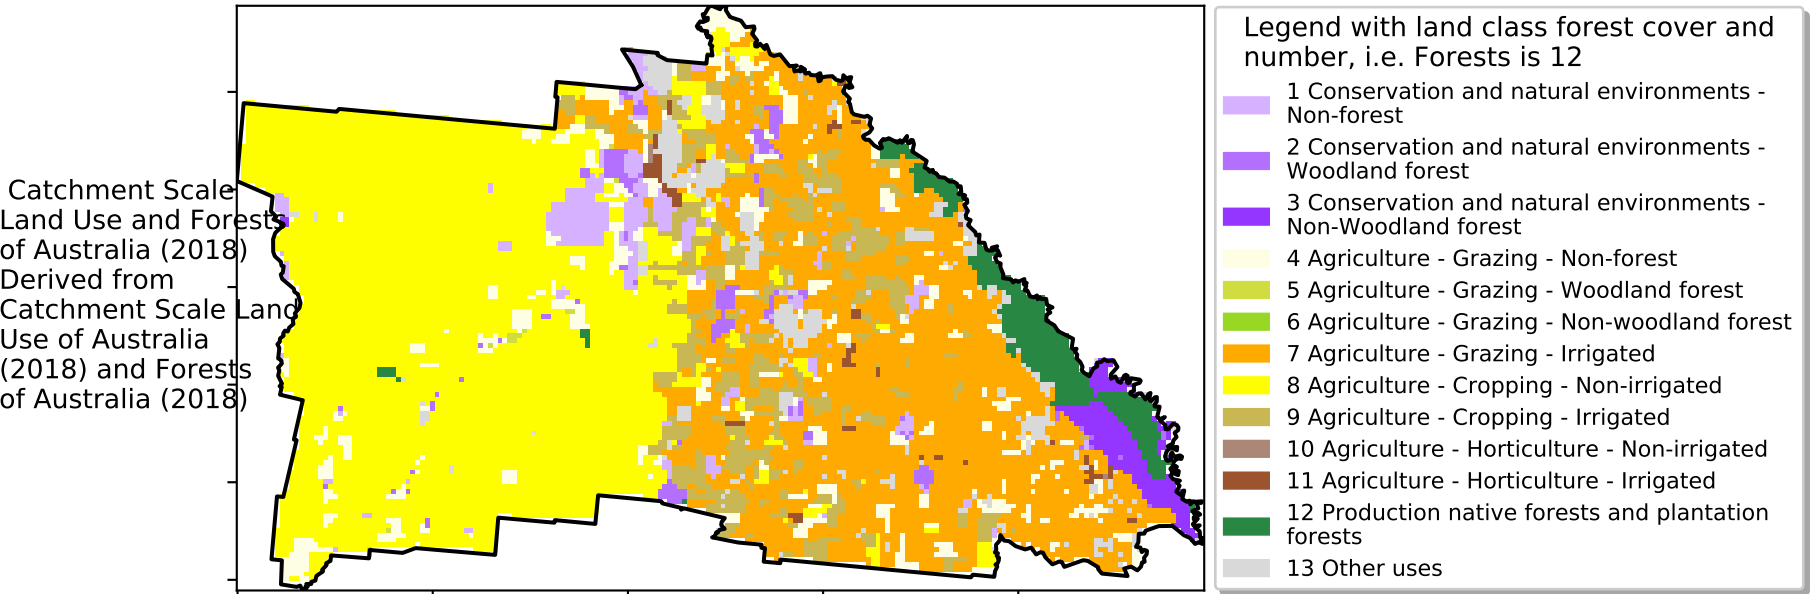 Catchment Scale
Land Use and Forests
of Australia (2018)
Derived from
Catchment Scale Land
Use of Australia
(2018) and Forests
of Australia (2018)
Legend with land class forest cover and
number, i.e. Forests is 12
1 Conservation and natural environments -
Non-forest
2 Conservation and natural environments -
Woodland forest
3 Conservation and natural environments -
Non-Woodland forest
4 Agriculture - Grazing - Non-forest
5 Agriculture - Grazing - Woodland forest
6 Agriculture - Grazing - Non-woodland forest
7 Agriculture - Grazing - Irrigated
8 Agriculture - Cropping - Non-irrigated
9 Agriculture - Cropping - Irrigated
10 Agriculture - Horticulture - Non-irrigated
11 Agriculture - Horticulture - Irrigated
12 Production native forests and plantation
forests
13 Other uses